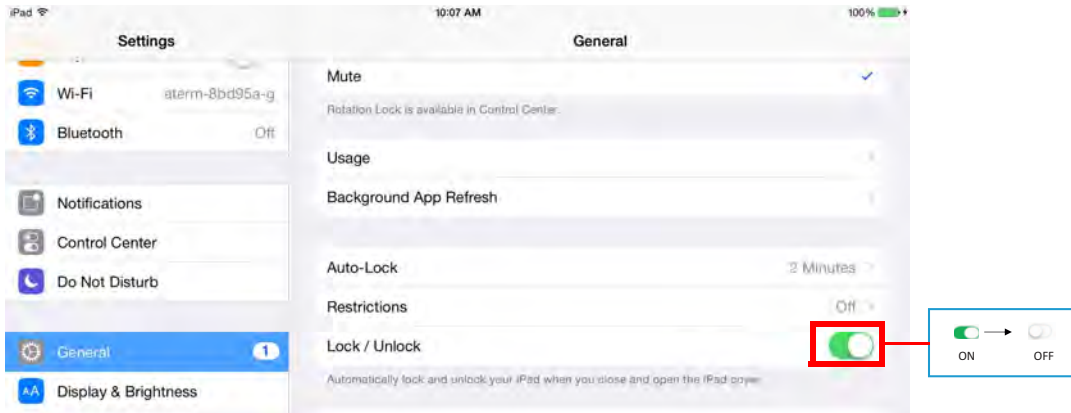 iPad 10:07 AM 100%
Settings
General
Wi-Fi aterm-8bd95a-g
Bluetooth Off
Notifications
Control Center
Do Not Disturb
General 1
AA Display & Brightness
Mute
Rotation Lock is available in Control Center.
Usage
Background App Refresh
Auto-Lock 2 Minutes
Restrictions Off
Lock / Unlock
Automatically lock and unlock your iPad when you close and open the iPad cover.
ON OFF